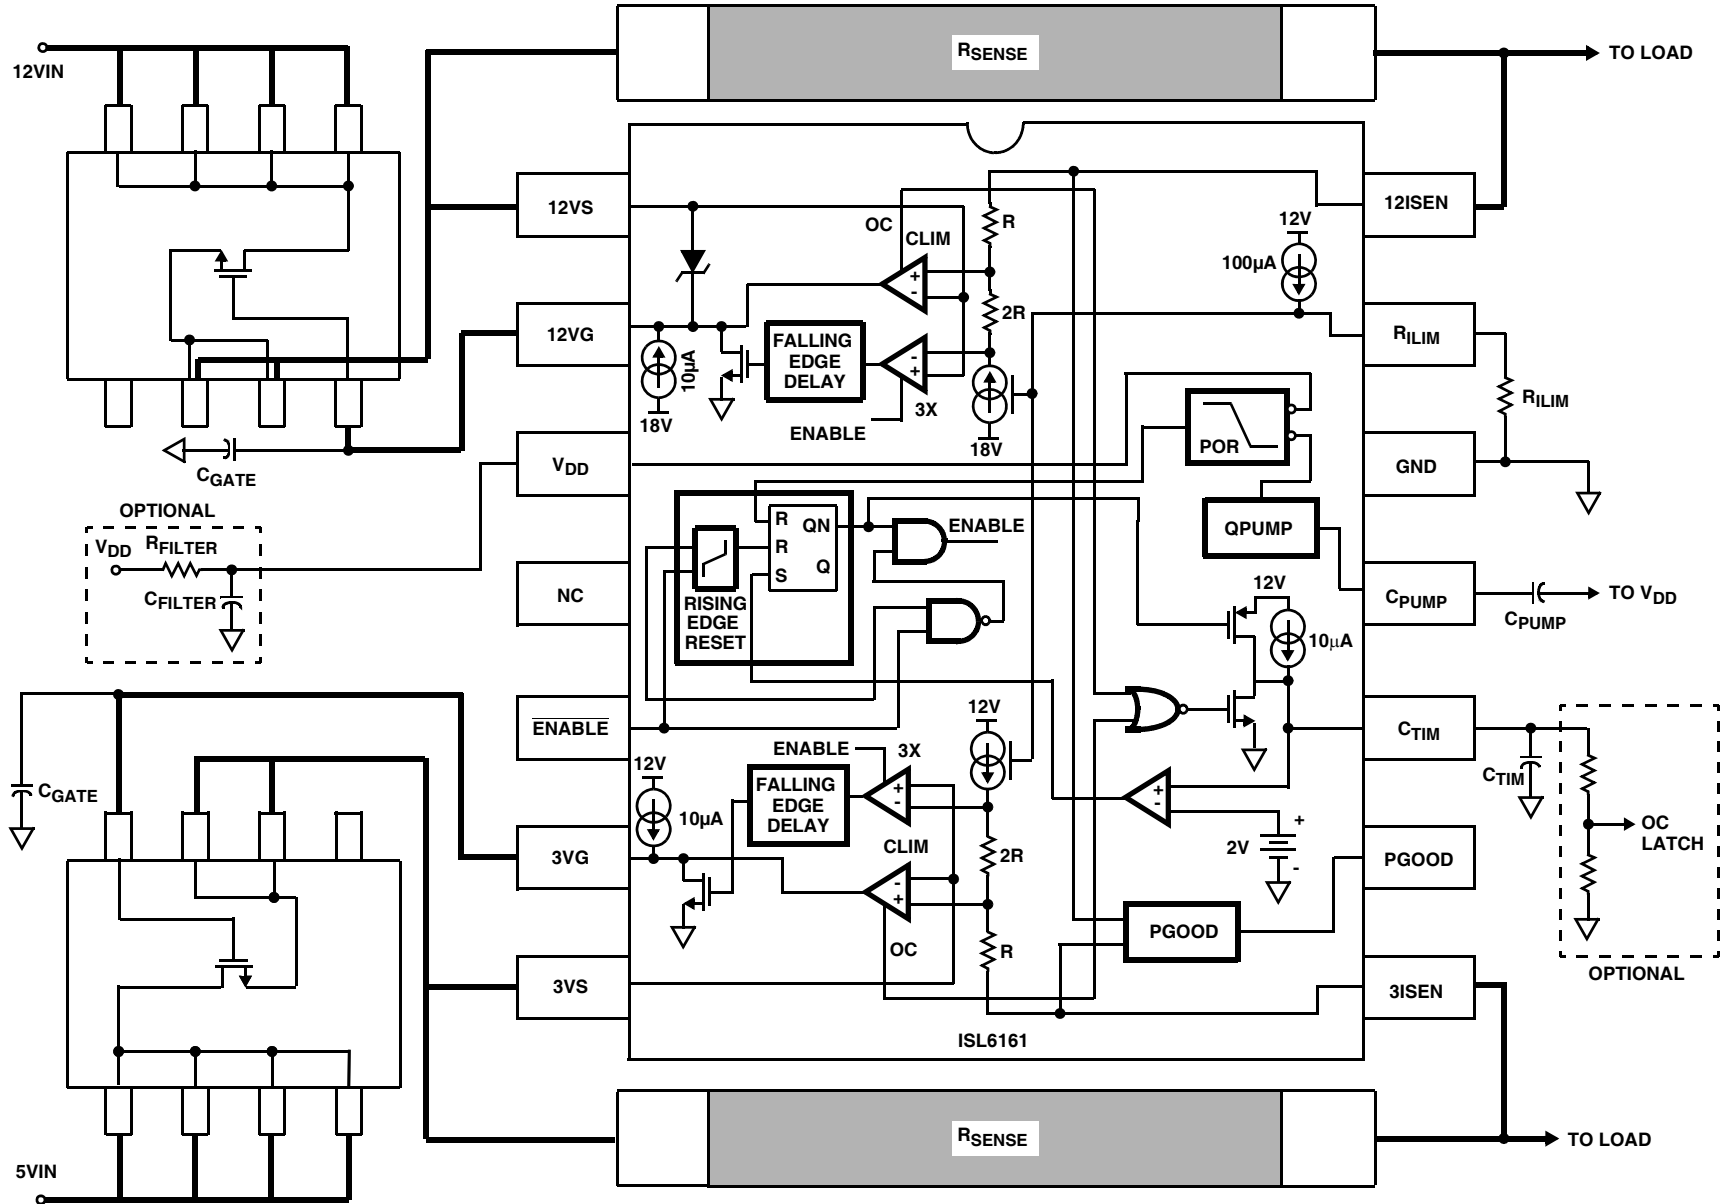 RSENSE
TO LOAD
12VIN
12VS
12ISEN
OC
CLIM
R
12V
100µA
2R
12VG
RILIM
FALLING
EDGE
DELAY
10µA
18V
3X
ENABLE
18V
RILIM
POR
CGATE
VDD
GND
OPTIONAL
VDD
RFILTER
CFILTER
R
QN
R
S
Q
ENABLE
QPUMP
NC
RISING
EDGE
RESET
12V
10µA
CPUMP
CPUMP
TO VDD
ENABLE
12V
CTIM
CTIM
CGATE
12V
10µA
ENABLE
3X
FALLING
EDGE
DELAY
2R
+
2V
-
OC
LATCH
3VG
CLIM
PGOOD
PGOOD
OC
R
OPTIONAL
3VS
3ISEN
ISL6161
RSENSE
TO LOAD
5VIN
+
-
-
+
+
-
-
+
+
-